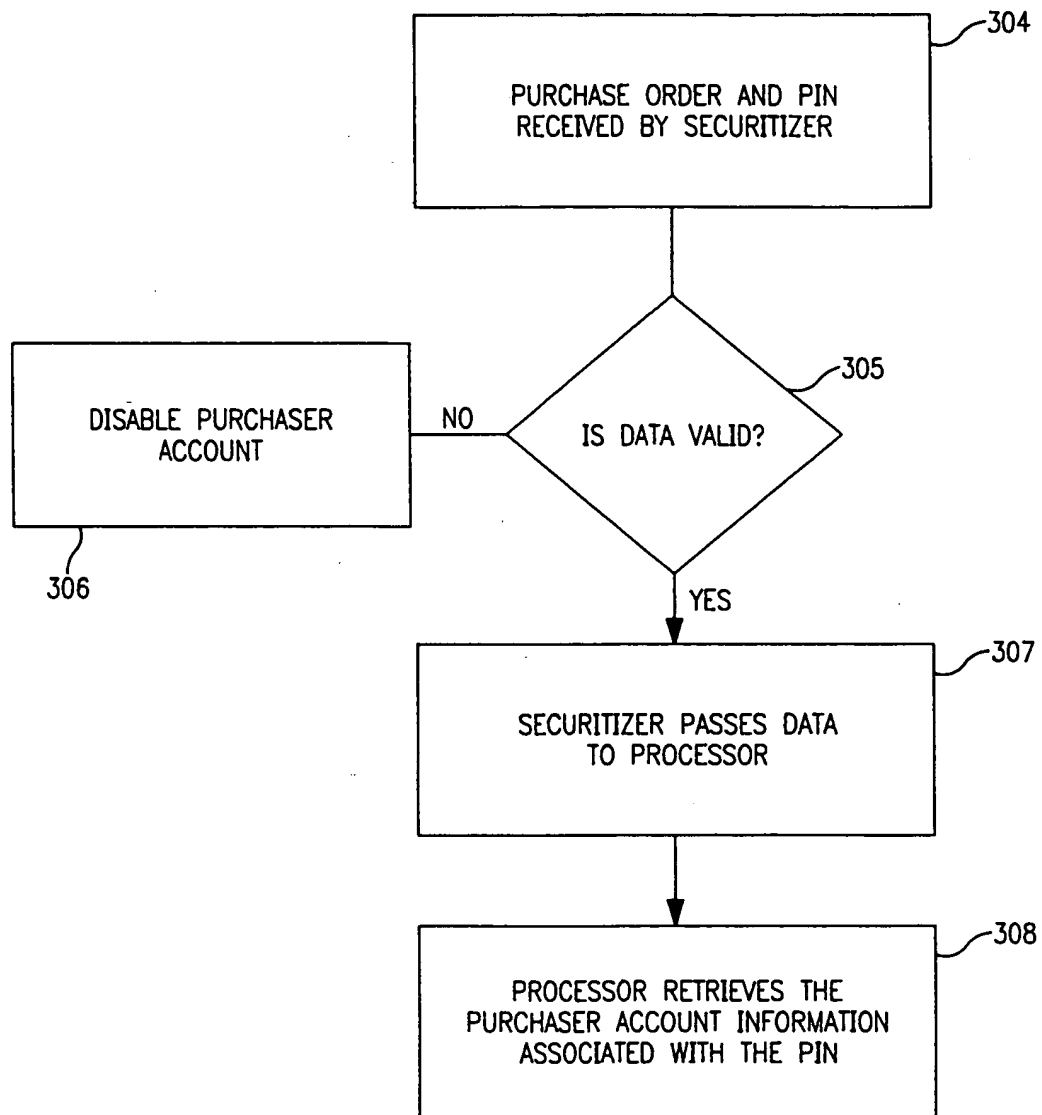 304
PURCHASE ORDER AND PIN
RECEIVED BY SECURITIZER
305
IS DATA VALID?
NO
DISABLE PURCHASER
ACCOUNT
306
YES
307
SECURITIZER PASSES DATA
TO PROCESSOR
308
PROCESSOR RETRIEVES THE
PURCHASER ACCOUNT INFORMATION
ASSOCIATED WITH THE PIN